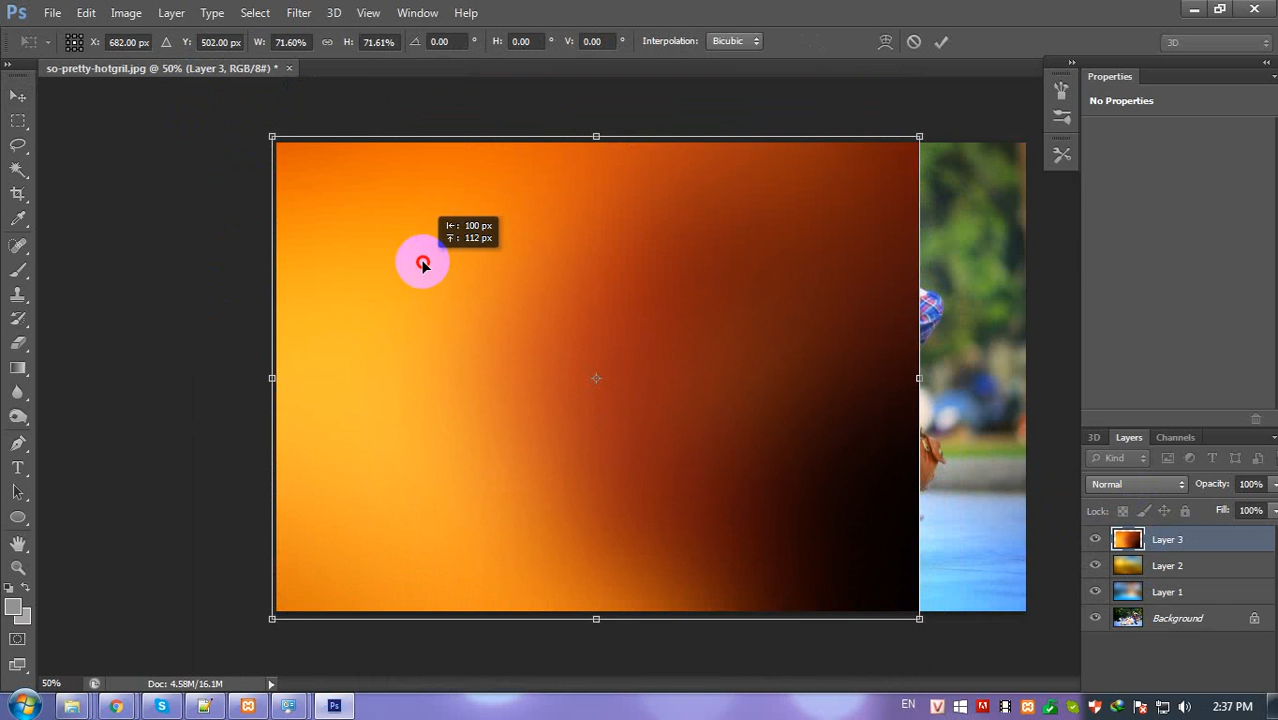 Ps File Edit Image Layer Type Select Filter 3D View Window Help
X: 682.00 px Y: 502.00 px W: 71.60% H: 71.61% 0.00 ° H: 0.00 ° V: 0.00 ° Interpolation: Bicubic 3D
so-pretty-hotgril.jpg @ 50% (Layer 3, RGB/8#) * ×
Properties
No Properties
100 px
112 px
3D Layers Channels
Kind
Normal Opacity: 100%
Lock: Fill: 100%
Layer 3
Layer 2
Layer 1
Background
50% Doc: 4.58M/16.1M
EN 2:37 PM